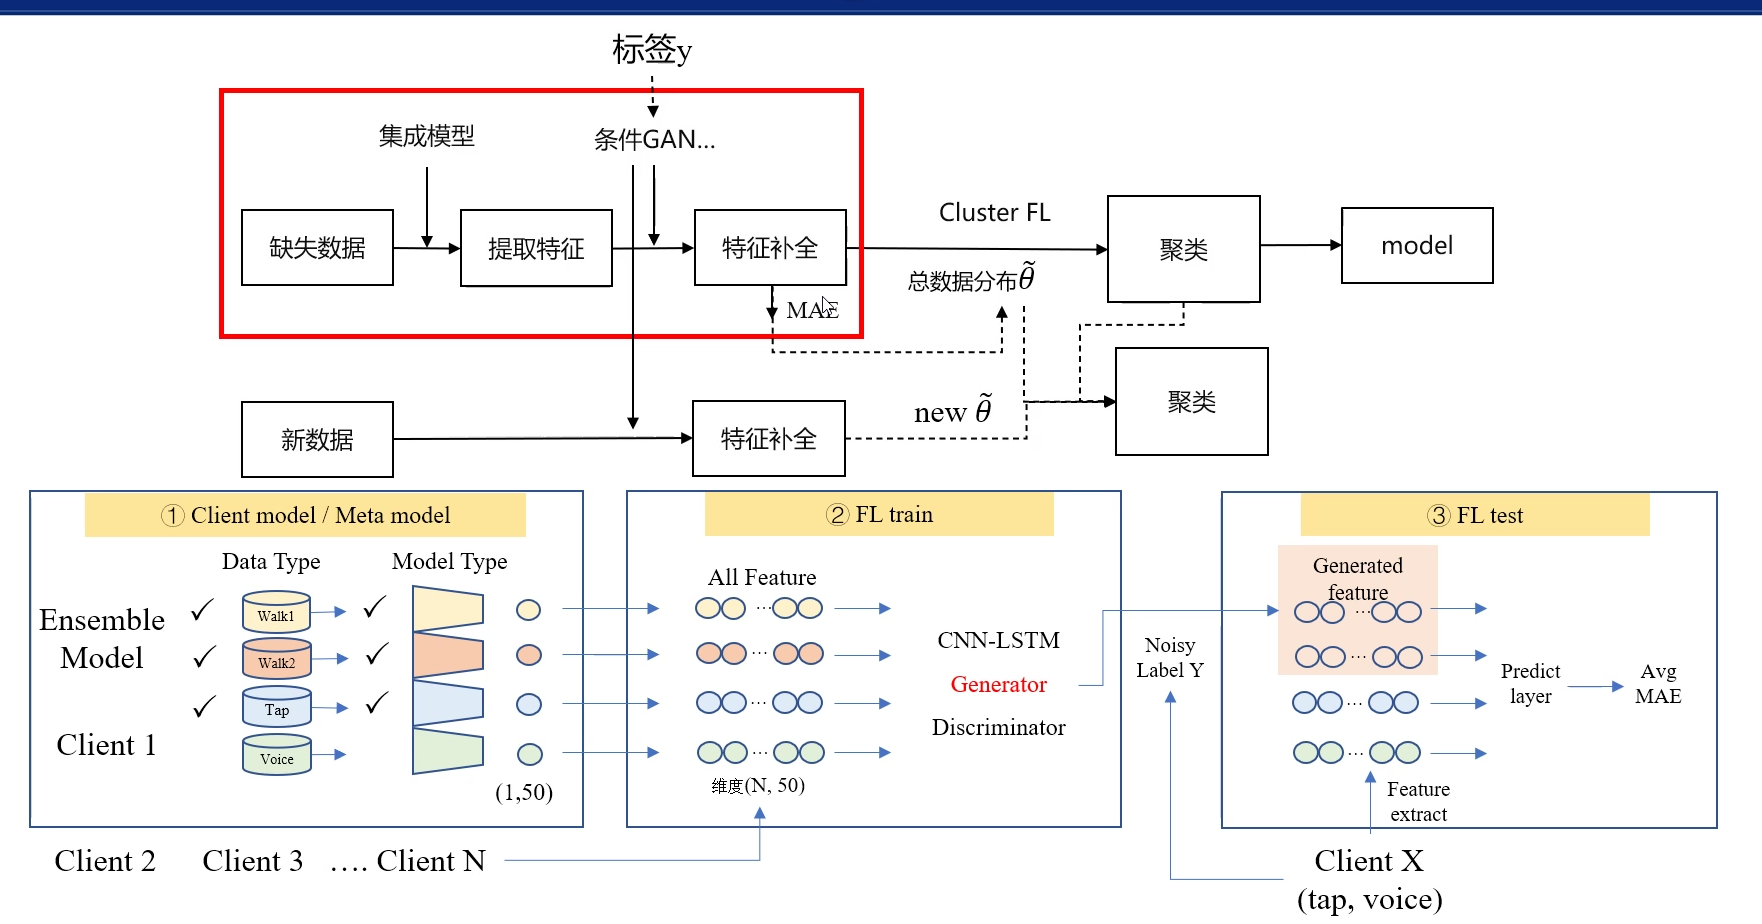 标签y
集成模型
条件GAN...
缺失数据
提取特征
特征补全
MAE
Cluster FL
总数据分布θ̃
聚类
model
新数据
特征补全
new θ̃
聚类
① Client model / Meta model
Data Type
Model Type
Ensemble
Model
Client 1
Walk1
Walk2
Tap
Voice
(1,50)
Client 2
Client 3
.... Client N
② FL train
All Feature
...
...
...
...
维度(N, 50)
CNN-LSTM
Generator
Discriminator
Noisy
Label Y
③ FL test
Generated
feature
...
...
...
...
Predict
layer
Avg
MAE
Feature
extract
Client X
(tap, voice)